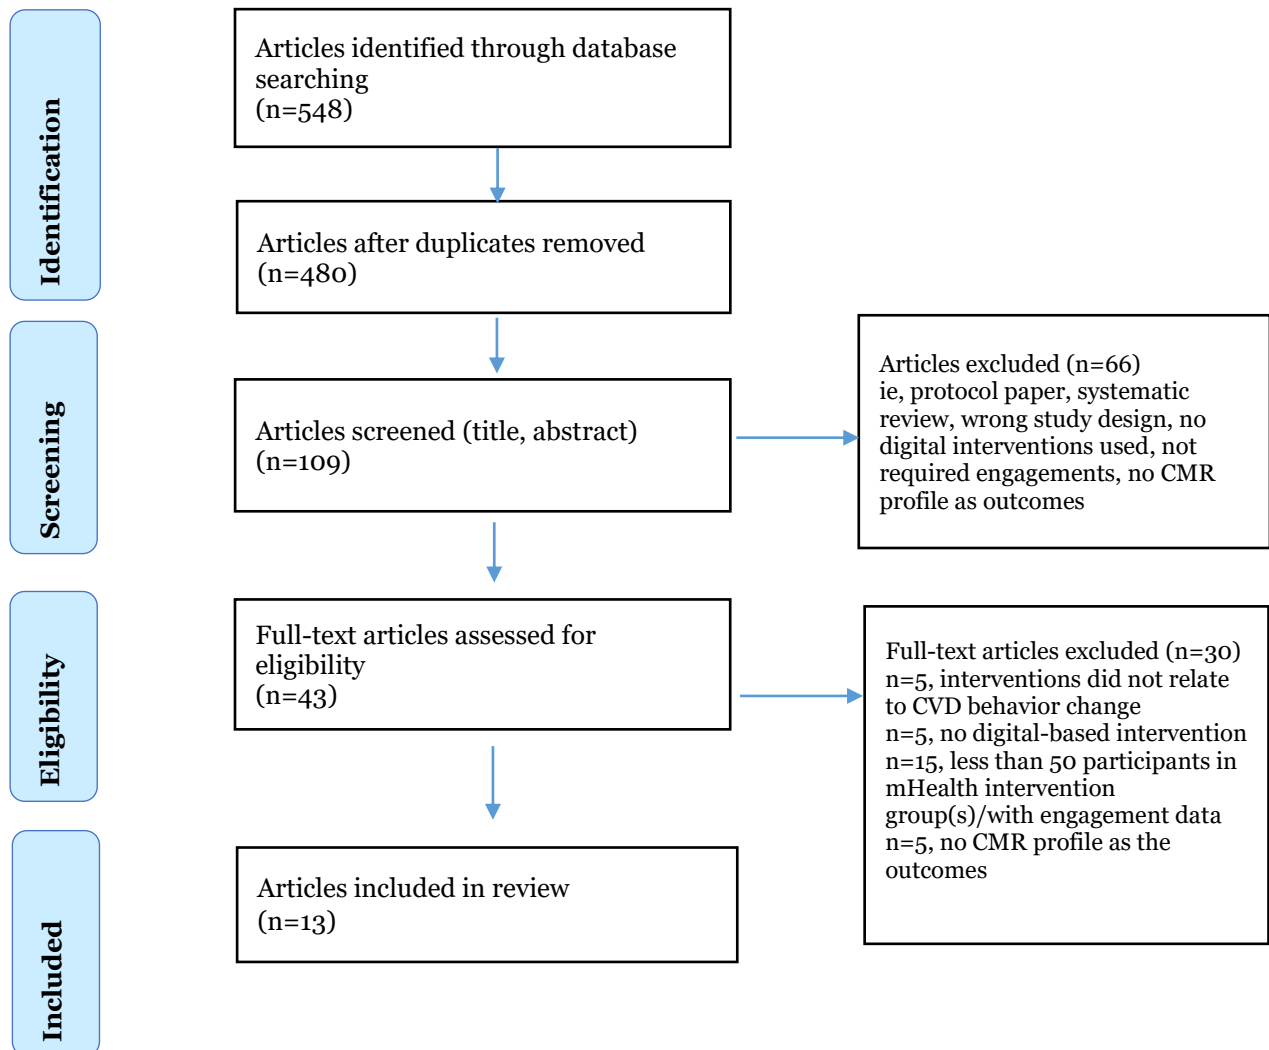 Identification
Articles identified through database
searching
(n=548)
Articles after duplicates removed
(n=480)
Screening
Articles screened (title, abstract)
(n=109)
Articles excluded (n=66)
ie, protocol paper, systematic
review, wrong study design, no
digital interventions used, not
required engagements, no CMR
profile as outcomes
Eligibility
Full-text articles assessed for
eligibility
(n=43)
Full-text articles excluded (n=30)
n=5, interventions did not relate
to CVD behavior change
n=5, no digital-based intervention
n=15, less than 50 participants in
mHealth intervention
group(s)/with engagement data
n=5, no CMR profile as the
outcomes
Included
Articles included in review
(n=13)